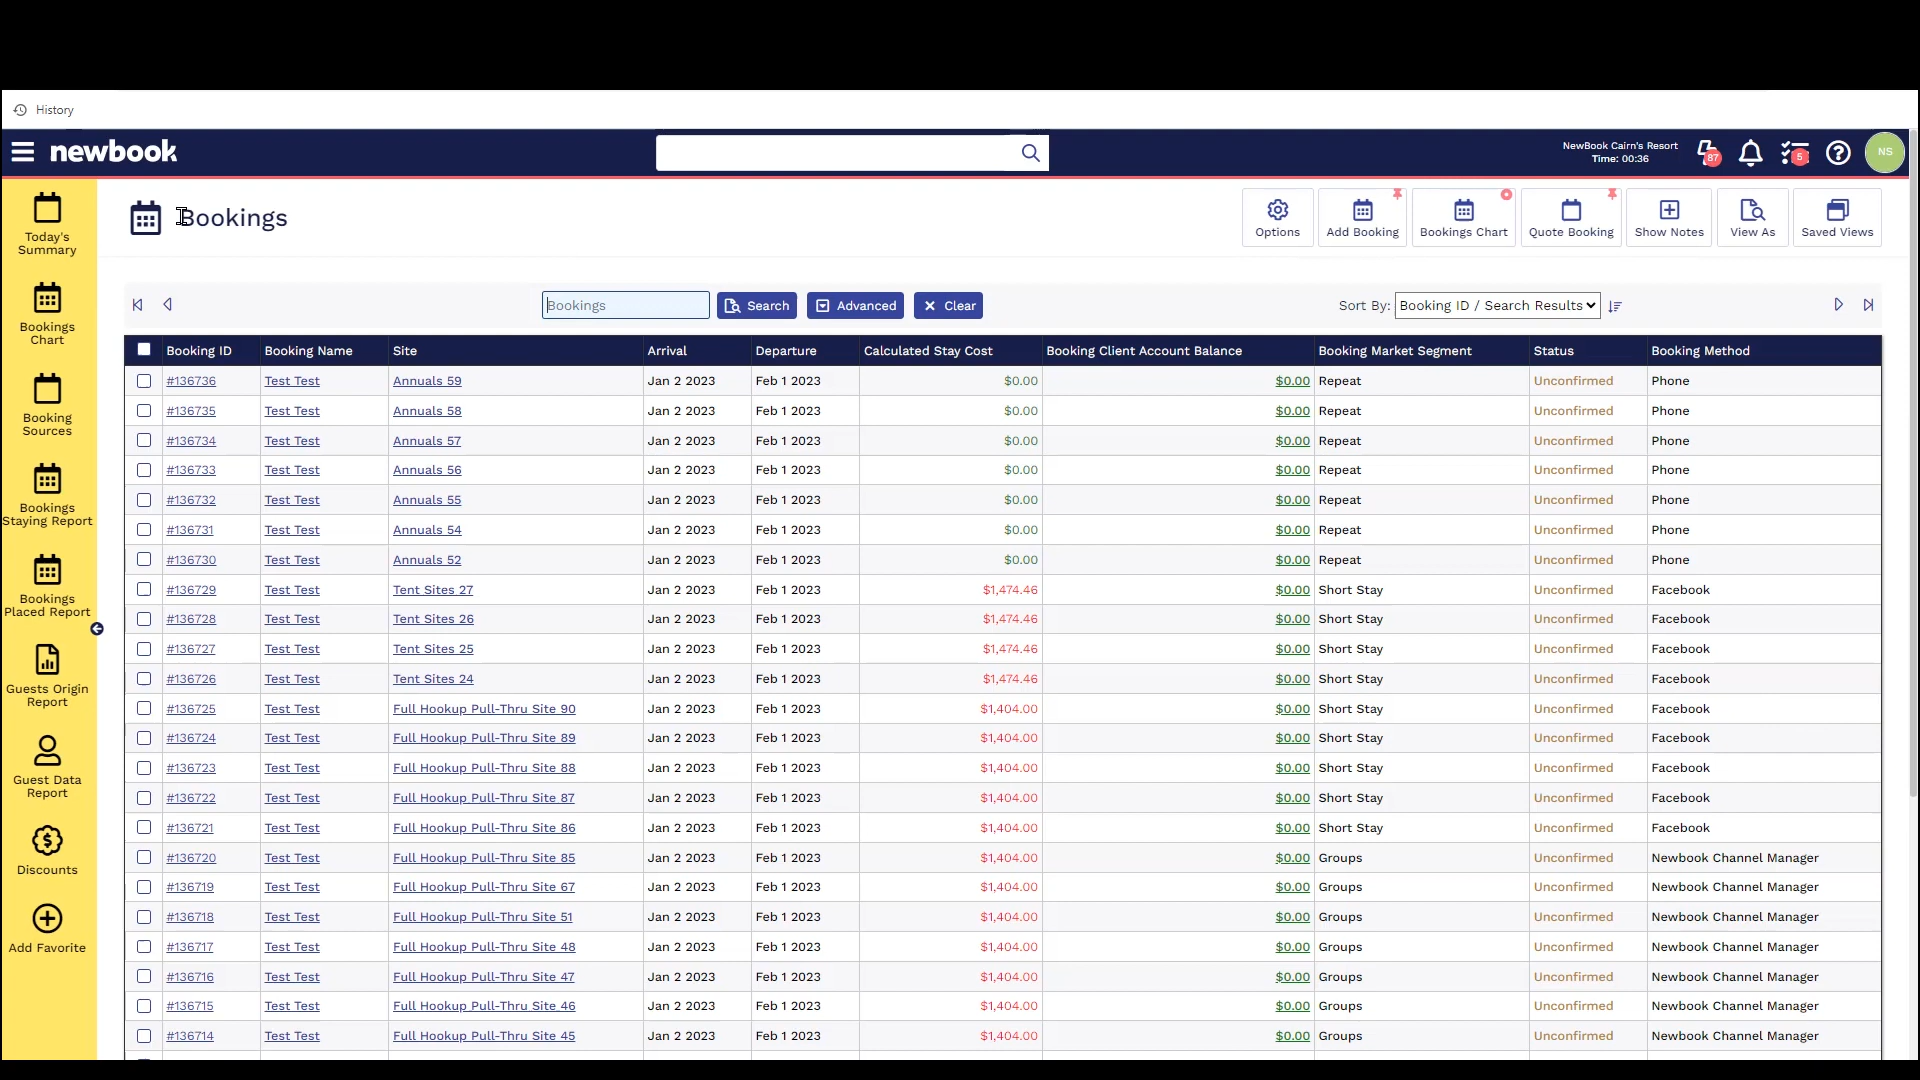 History
newbook
NewBook Cairn's Resort
Time: 00:36
87
5
NS
Today's
Summary
Bookings
Chart
Booking
Sources
Bookings
Staying Report
Bookings
Placed Report
Guests Origin
Report
Guest Data
Report
Discounts
Add Favorite
Bookings
Options
Add Booking
Bookings Chart
Quote Booking
Show Notes
View As
Saved Views
Bookings Search Advanced Clear Sort By: Booking ID / Search Results
Booking ID Booking Name Site Arrival Departure Calculated Stay Cost Booking Client Account Balance Booking Market Segment Status Booking Method
#136736 Test Test Annuals 59 Jan 2 2023 Feb 1 2023 $0.00 $0.00 Repeat Unconfirmed Phone
#136735 Test Test Annuals 58 Jan 2 2023 Feb 1 2023 $0.00 $0.00 Repeat Unconfirmed Phone
#136734 Test Test Annuals 57 Jan 2 2023 Feb 1 2023 $0.00 $0.00 Repeat Unconfirmed Phone
#136733 Test Test Annuals 56 Jan 2 2023 Feb 1 2023 $0.00 $0.00 Repeat Unconfirmed Phone
#136732 Test Test Annuals 55 Jan 2 2023 Feb 1 2023 $0.00 $0.00 Repeat Unconfirmed Phone
#136731 Test Test Annuals 54 Jan 2 2023 Feb 1 2023 $0.00 $0.00 Repeat Unconfirmed Phone
#136730 Test Test Annuals 52 Jan 2 2023 Feb 1 2023 $0.00 $0.00 Repeat Unconfirmed Phone
#136729 Test Test Tent Sites 27 Jan 2 2023 Feb 1 2023 $1,474.46 $0.00 Short Stay Unconfirmed Facebook
#136728 Test Test Tent Sites 26 Jan 2 2023 Feb 1 2023 $1,474.46 $0.00 Short Stay Unconfirmed Facebook
#136727 Test Test Tent Sites 25 Jan 2 2023 Feb 1 2023 $1,474.46 $0.00 Short Stay Unconfirmed Facebook
#136726 Test Test Tent Sites 24 Jan 2 2023 Feb 1 2023 $1,474.46 $0.00 Short Stay Unconfirmed Facebook
#136725 Test Test Full Hookup Pull-Thru Site 90 Jan 2 2023 Feb 1 2023 $1,404.00 $0.00 Short Stay Unconfirmed Facebook
#136724 Test Test Full Hookup Pull-Thru Site 89 Jan 2 2023 Feb 1 2023 $1,404.00 $0.00 Short Stay Unconfirmed Facebook
#136723 Test Test Full Hookup Pull-Thru Site 88 Jan 2 2023 Feb 1 2023 $1,404.00 $0.00 Short Stay Unconfirmed Facebook
#136722 Test Test Full Hookup Pull-Thru Site 87 Jan 2 2023 Feb 1 2023 $1,404.00 $0.00 Short Stay Unconfirmed Facebook
#136721 Test Test Full Hookup Pull-Thru Site 86 Jan 2 2023 Feb 1 2023 $1,404.00 $0.00 Short Stay Unconfirmed Facebook
#136720 Test Test Full Hookup Pull-Thru Site 85 Jan 2 2023 Feb 1 2023 $1,404.00 $0.00 Groups Unconfirmed Newbook Channel Manager
#136719 Test Test Full Hookup Pull-Thru Site 67 Jan 2 2023 Feb 1 2023 $1,404.00 $0.00 Groups Unconfirmed Newbook Channel Manager
#136718 Test Test Full Hookup Pull-Thru Site 51 Jan 2 2023 Feb 1 2023 $1,404.00 $0.00 Groups Unconfirmed Newbook Channel Manager
#136717 Test Test Full Hookup Pull-Thru Site 48 Jan 2 2023 Feb 1 2023 $1,404.00 $0.00 Groups Unconfirmed Newbook Channel Manager
#136716 Test Test Full Hookup Pull-Thru Site 47 Jan 2 2023 Feb 1 2023 $1,404.00 $0.00 Groups Unconfirmed Newbook Channel Manager
#136715 Test Test Full Hookup Pull-Thru Site 46 Jan 2 2023 Feb 1 2023 $1,404.00 $0.00 Groups Unconfirmed Newbook Channel Manager
#136714 Test Test Full Hookup Pull-Thru Site 45 Jan 2 2023 Feb 1 2023 $1,404.00 $0.00 Groups Unconfirmed Newbook Channel Manager